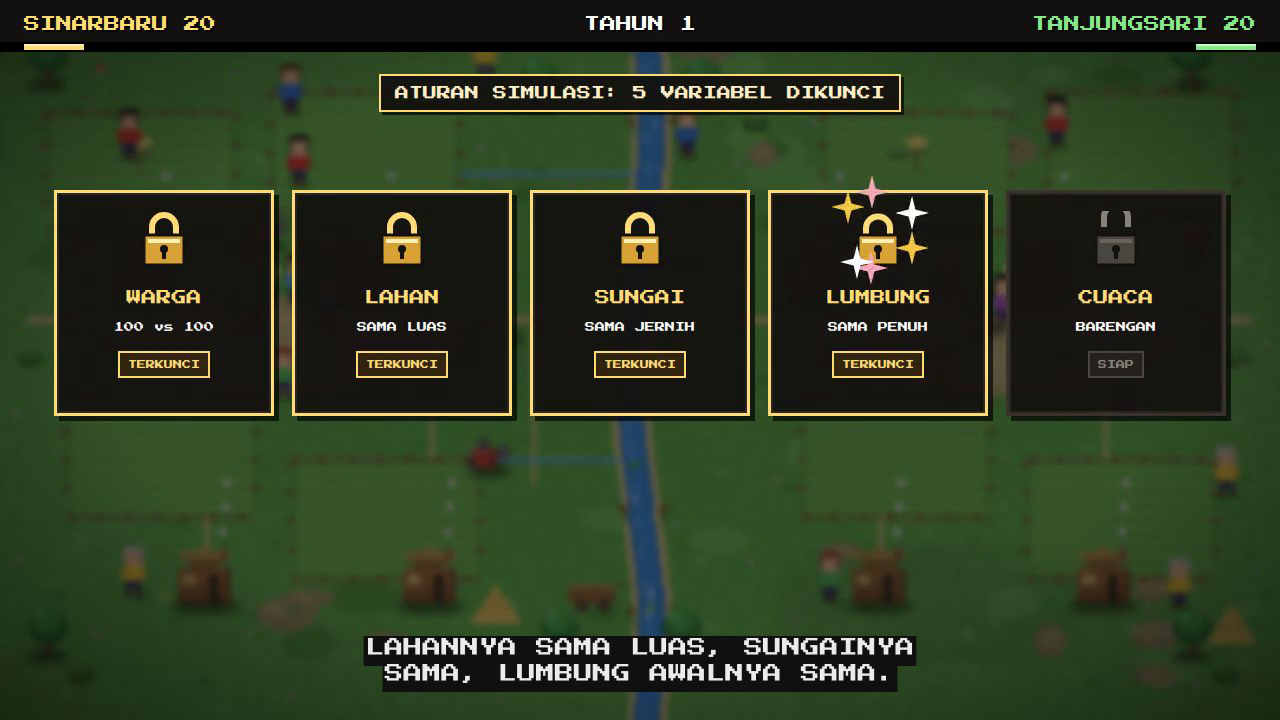 SINARBARU 20
TAHUN 1
TANJUNGSARI 20
ATURAN SIMULASI: 5 VARIABEL DIKUNCI
WARGA
100 vs 100
TERKUNCI
LAHAN
SAMA LUAS
TERKUNCI
SUNGAI
SAMA JERNIH
TERKUNCI
LUMBUNG
SAMA PENUH
TERKUNCI
CUACA
BARENGAN
SIAP
LAHANNYA SAMA LUAS, SUNGAINYA
SAMA, LUMBUNG AWALNYA SAMA.